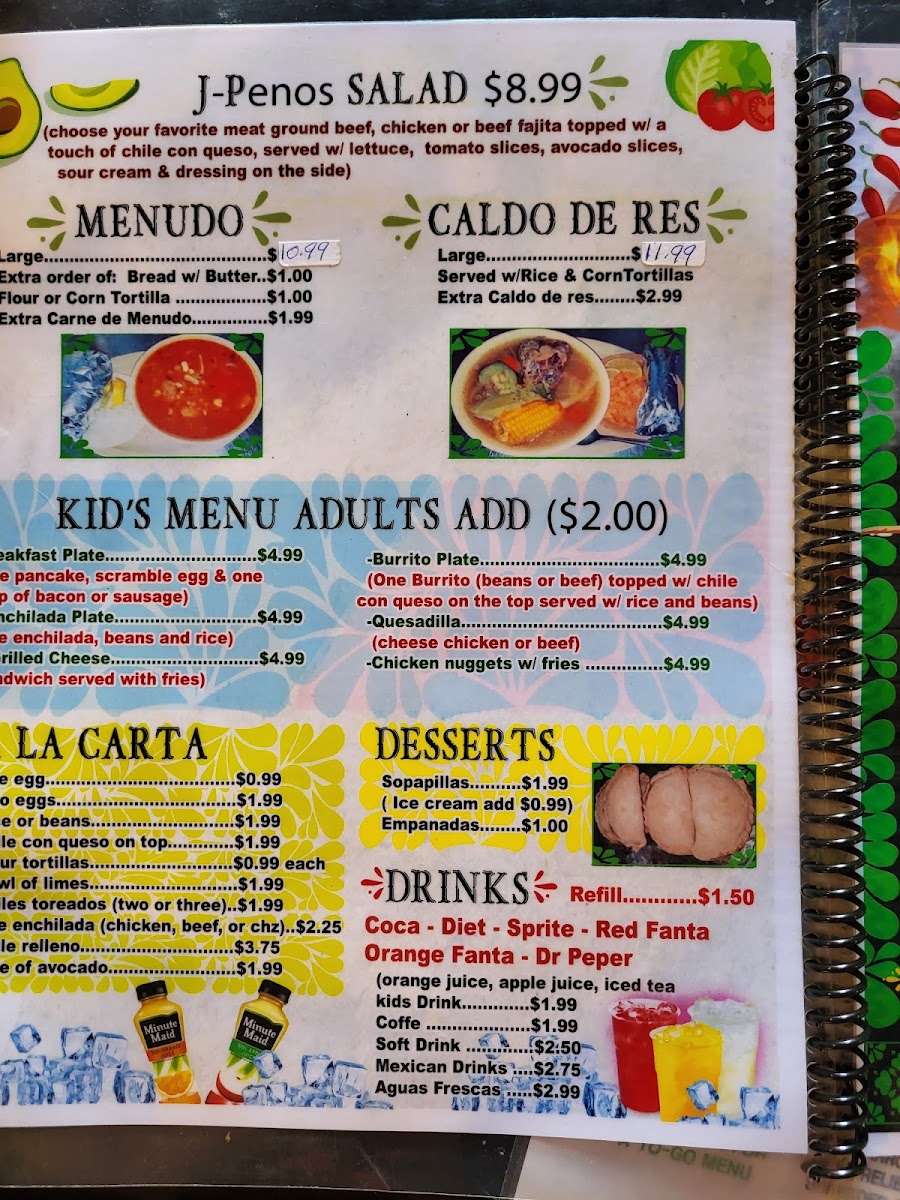 J-Penos SALAD $8.99
(choose your favorite meat ground beef, chicken or beef fajita topped w/ a
touch of chile con queso, served w/ lettuce, tomato slices, avocado slices,
sour cream & dressing on the side)
MENUDO
Large........................................$10.99
Extra order of: Bread w/ Butter..$1.00
Flour or Corn Tortilla .................$1.00
Extra Carne de Menudo..............$1.99
CALDO DE RES
Large..............................$11.99
Served w/Rice & CornTortillas
Extra Caldo de res........$2.99
KID'S MENU ADULTS ADD ($2.00)
eakfast Plate............................$4.99
e pancake, scramble egg & one
p of bacon or sausage)
nchilada Plate..........................$4.99
e enchilada, beans and rice)
rilled Cheese...........................$4.99
ndwich served with fries)
-Burrito Plate.................................$4.99
(One Burrito (beans or beef) topped w/ chile
con queso on the top served w/ rice and beans)
-Quesadilla.....................................$4.99
(cheese chicken or beef)
-Chicken nuggets w/ fries ..............$4.99
LA CARTA
e egg...................................$0.99
o eggs.................................$1.99
e or beans...............................$1.99
le con queso on top............$1.99
ur tortillas..........................$0.99 each
wl of limes..........................$1.99
les toreados (two or three)..$1.99
e enchilada (chicken, beef, or chz)..$2.25
le relleno............................$3.75
e of avocado.......................$1.99
DESSERTS
Sopapillas..........$1.99
( Ice cream add $0.99)
Empanadas........$1.00
DRINKS Refill............$1.50
Coca - Diet - Sprite - Red Fanta
Orange Fanta - Dr Peper
(orange juice, apple juice, iced tea
kids Drink.............$1.99
Coffe ...................$1.99
Soft Drink .............$2.50
Mexican Drinks ....$2.75
Aguas Frescas .....$2.99
Minute
Maid
Minute
Maid
TO-GO MENU